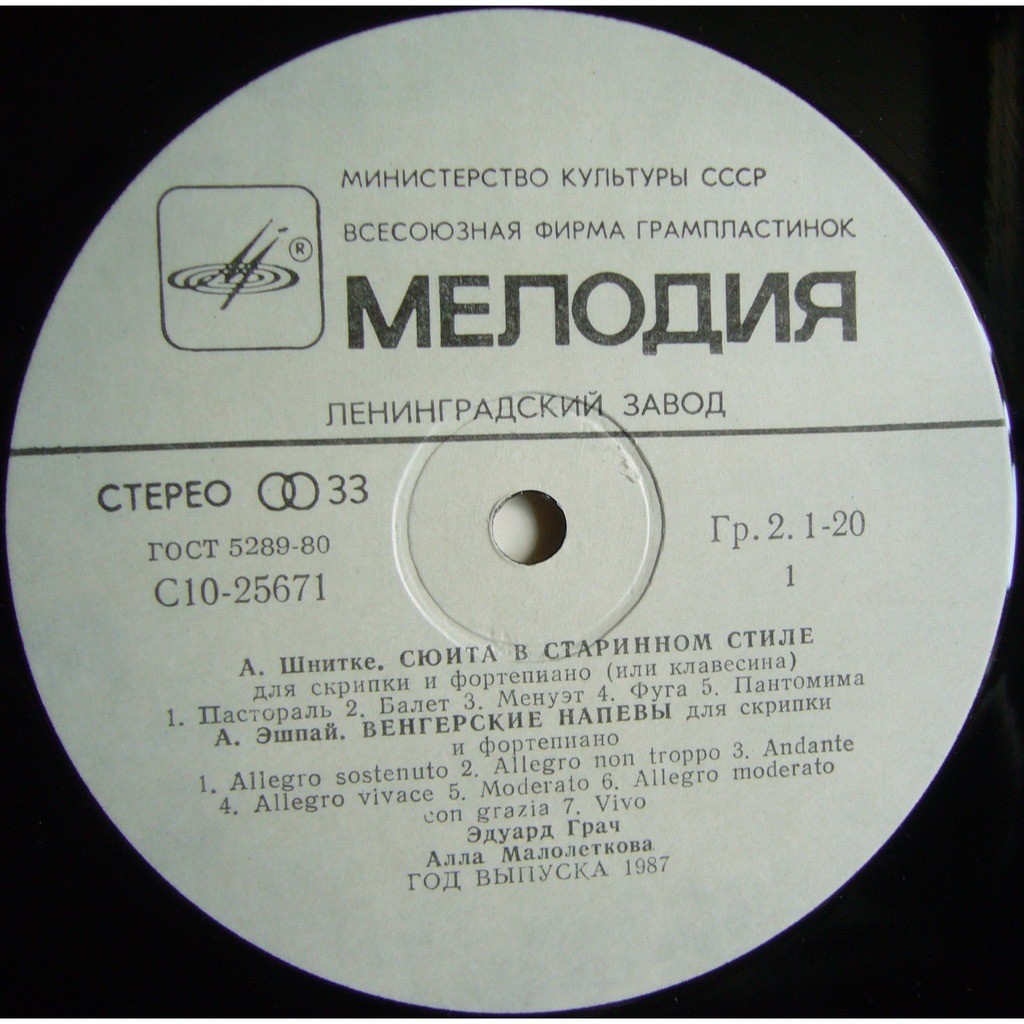 МИНИСТЕРСТВО КУЛЬТУРЫ СССР
ВСЕСОЮЗНАЯ ФИРМА ГРАМПЛАСТИНОК
®
МЕЛОДИЯ
ЛЕНИНГРАДСКИЙ ЗАВОД
СТЕРЕО 33
ГОСТ 5289-80
С10-25671
Гр. 2. 1-20
1
А. Шнитке. СЮИТА В СТАРИННОМ СТИЛЕ
для скрипки и фортепиано (или клавесина)
1. Пастораль 2. Балет 3. Менуэт 4. Фуга 5. Пантомима
А. Эшпай. ВЕНГЕРСКИЕ НАПЕВЫ для скрипки
и фортепиано
1. Allegro sostenuto 2. Allegro non troppo 3. Andante
4. Allegro vivace 5. Moderato 6. Allegro moderato
con grazia 7. Vivo
Эдуард Грач
Алла Малолеткова
ГОД ВЫПУСКА 1987